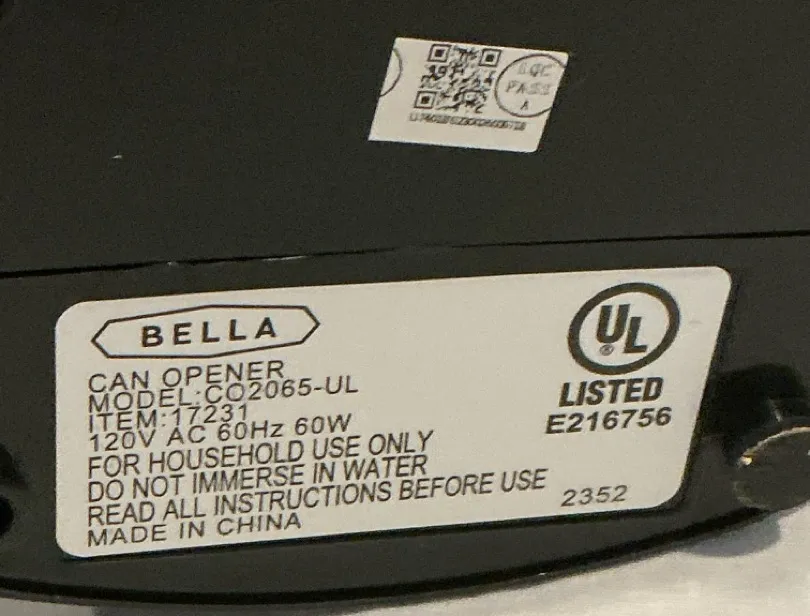 PASS
A
BELLA
CAN OPENER
MODEL:CO2065-UL
ITEM:17231
120V AC 60Hz 60W
FOR HOUSEHOLD USE ONLY
DO NOT IMMERSE IN WATER
READ ALL INSTRUCTIONS BEFORE USE
MADE IN CHINA
UL
®
LISTED
E216756
2352